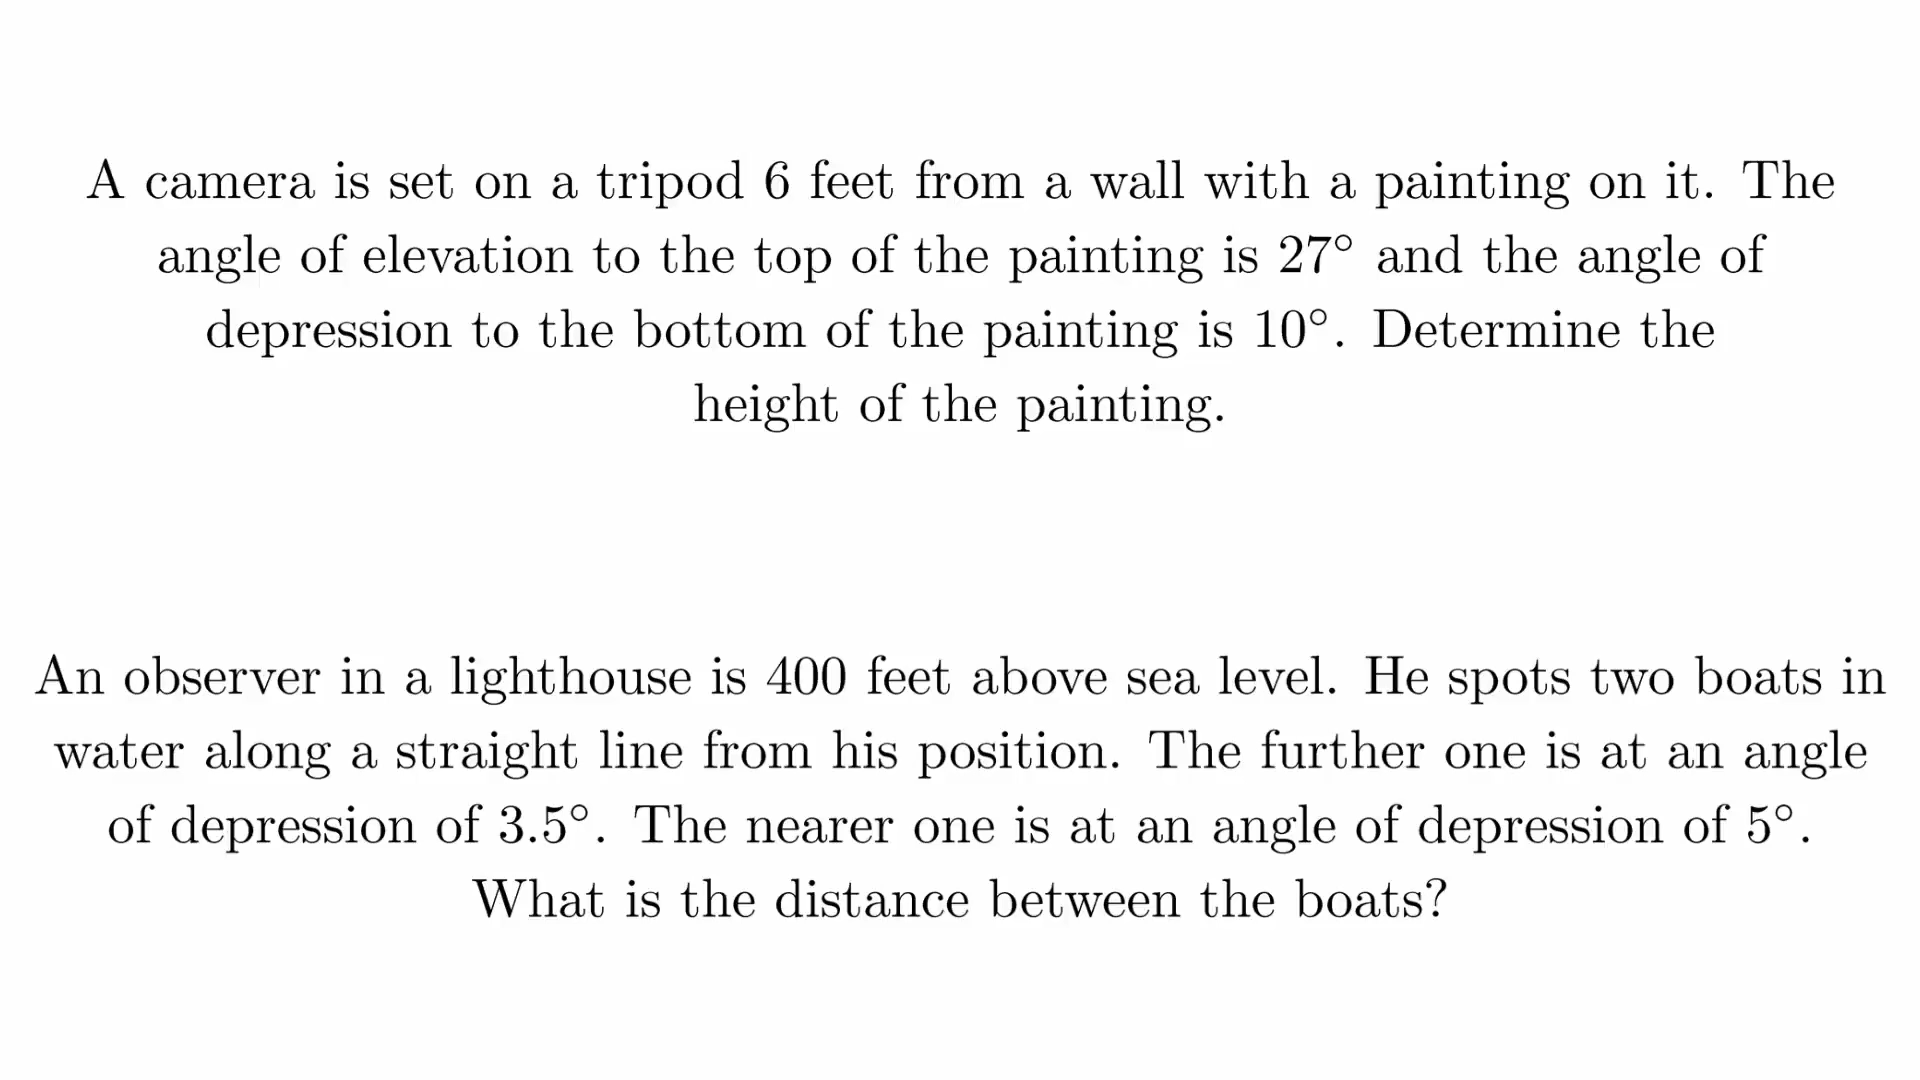 A camera is set on a tripod 6 feet from a wall with a painting on it. The
angle of elevation to the top of the painting is 27° and the angle of
depression to the bottom of the painting is 10°. Determine the
height of the painting.
An observer in a lighthouse is 400 feet above sea level. He spots two boats in
water along a straight line from his position. The further one is at an angle
of depression of 3.5°. The nearer one is at an angle of depression of 5°.
What is the distance between the boats?